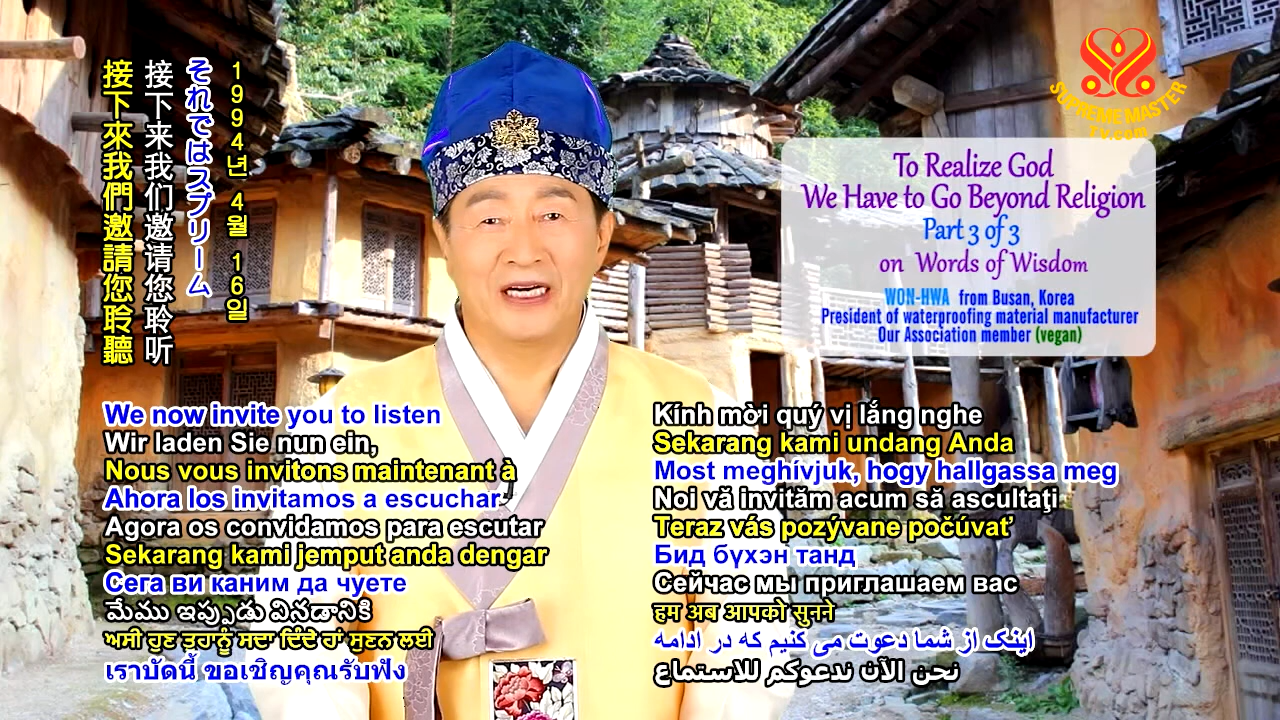 1994년 4월 16일
それではスプリーム
接下来我们邀请您聆听
接下來我們邀請您聆聽
SUPREME MASTER
TV.com
To Realize God
We Have to Go Beyond Religion
Part 3 of 3
on Words of Wisdom
WON-HWA from Busan, Korea
President of waterproofing material manufacturer
Our Association member (vegan)
We now invite you to listen
Wir laden Sie nun ein,
Nous vous invitons maintenant à
Ahora los invitamos a escuchar
Agora os convidamos para escutar
Sekarang kami jemput anda dengar
Сега ви каним да чуете
మేము ఇప్పుడు వినడానికి
ਅਸੀ ਹੁਣ ਤੁਹਾਨੂੰ ਸਦਾ ਦਿੰਦੇ ਹਾਂ ਸੁਣਨ ਲਈ
เราบัดนี้ ขอเชิญคุณรับฟัง
Kính mời quý vị lắng nghe
Sekarang kami undang Anda
Most meghívjuk, hogy hallgassa meg
Noi vă invităm acum să ascultaţi
Teraz vás pozývane počúvať
Бид бүхэн танд
Сейчас мы приглашаем вас
हम अब आपको सुनने
اینک از شما دعوت می کنیم که در ادامه
نحن الآن ندعوكم للاستماع